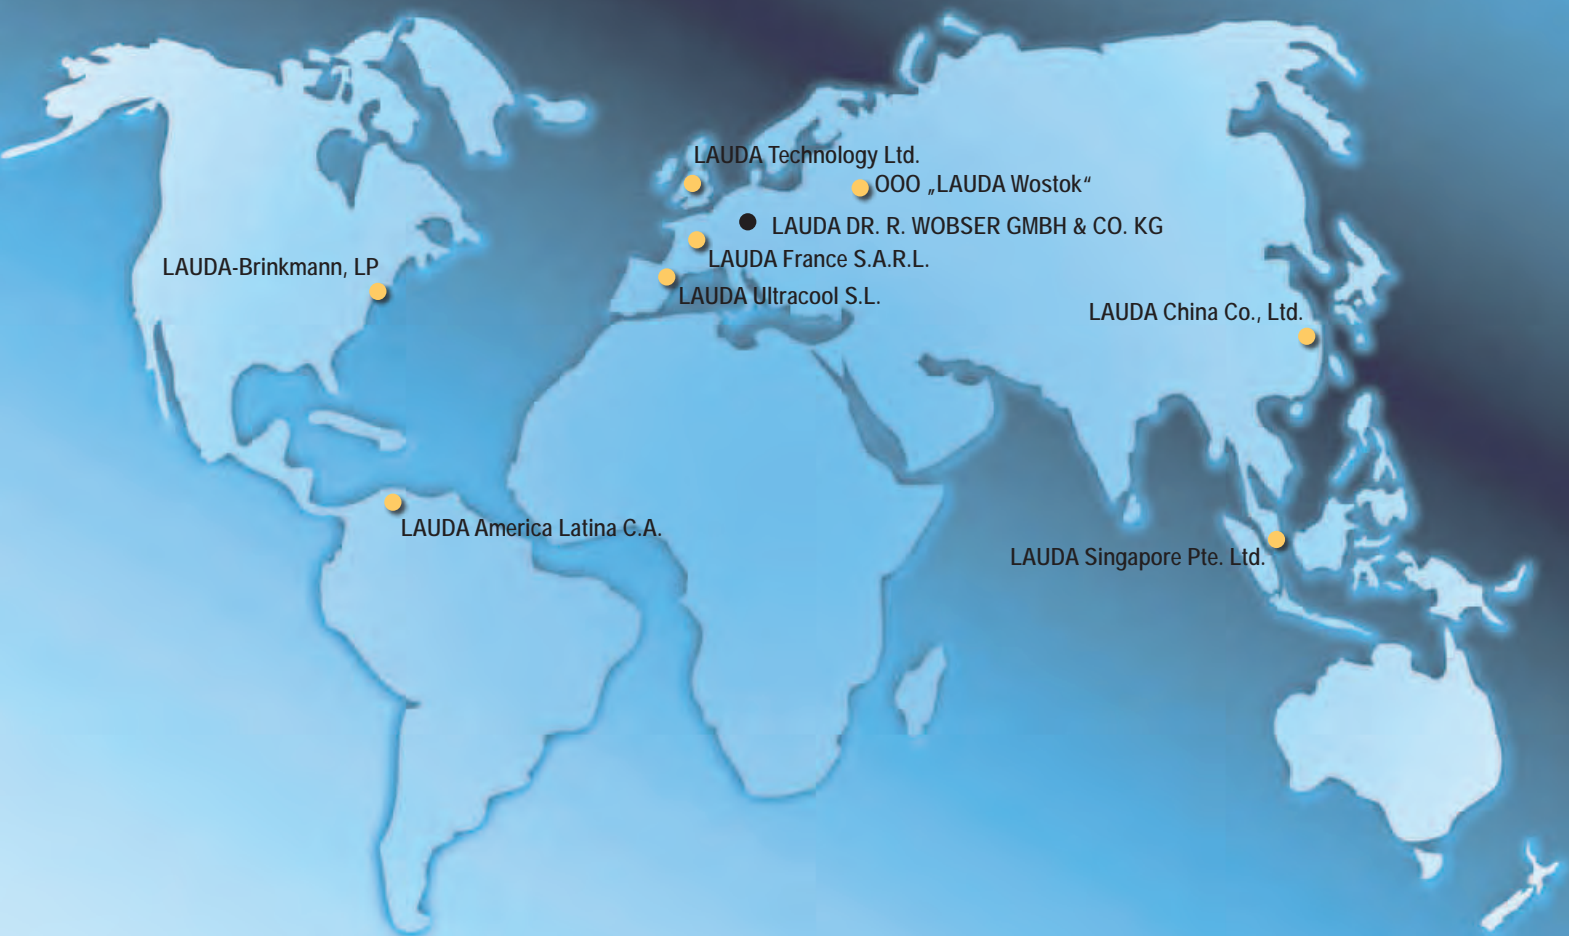 LAUDA Technology Ltd.
OOO „LAUDA Wostok“
LAUDA DR. R. WOBSER GMBH & CO. KG
LAUDA France S.A.R.L.
LAUDA-Brinkmann, LP
LAUDA Ultracool S.L.
LAUDA China Co., Ltd.
LAUDA America Latina C.A.
LAUDA Singapore Pte. Ltd.